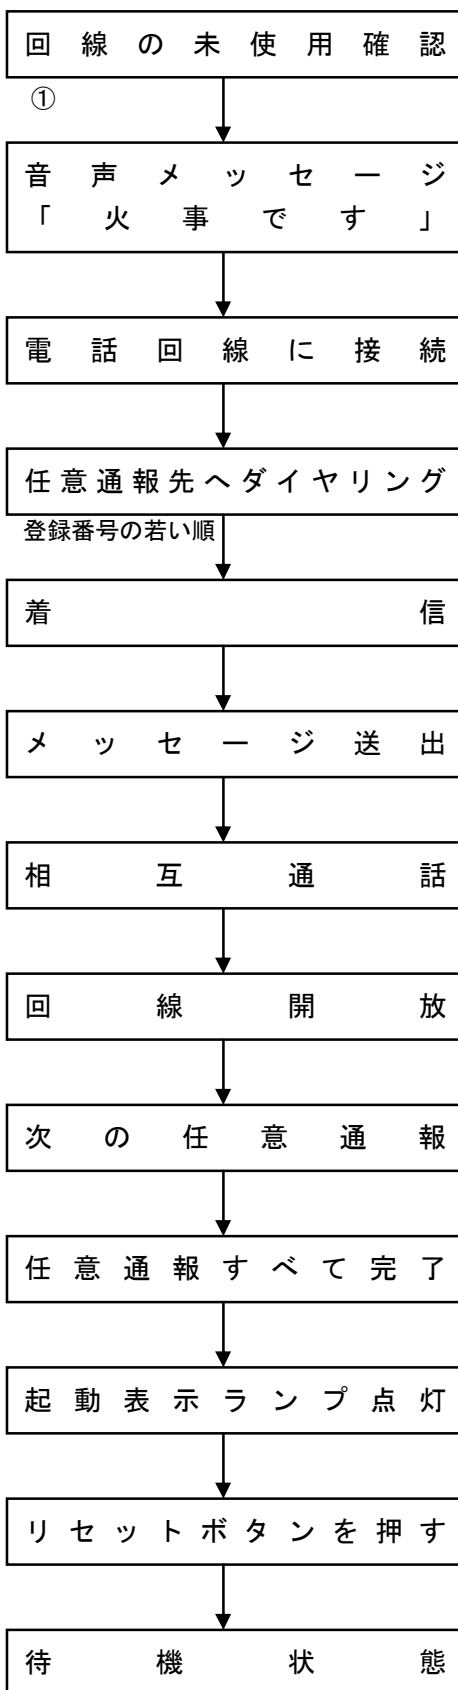 回線の未使用確認
①
音声メッセージ
「火事です」
電話回線に接続
任意通報先へダイヤリング
登録番号の若い順
着信
メッセージ送出
相互通話
回線開放
次の任意通報
任意通報すべて完了
起動表示ランプ点灯
リセットボタンを押す
待機状態